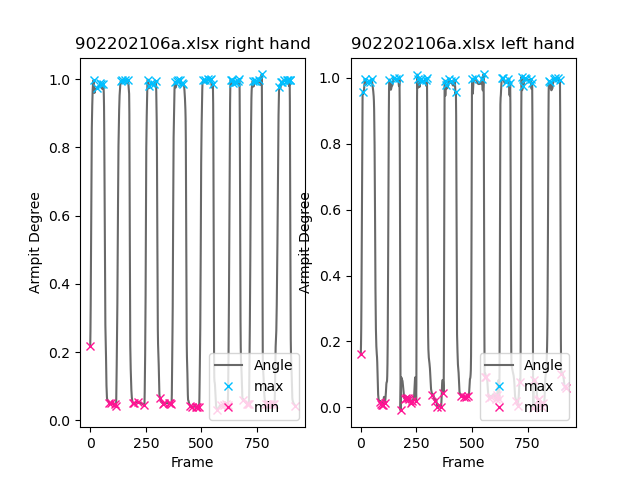 902202106a.xlsx right hand
902202106a.xlsx left hand
1.0
0.8
0.6
0.4
0.2
0.0
Armpit Degree
0
250
500
750
Frame
Angle
max
min
1.0
0.8
0.6
0.4
0.2
0.0
Armpit Degree
0
250
500
750
Frame
Angle
max
min